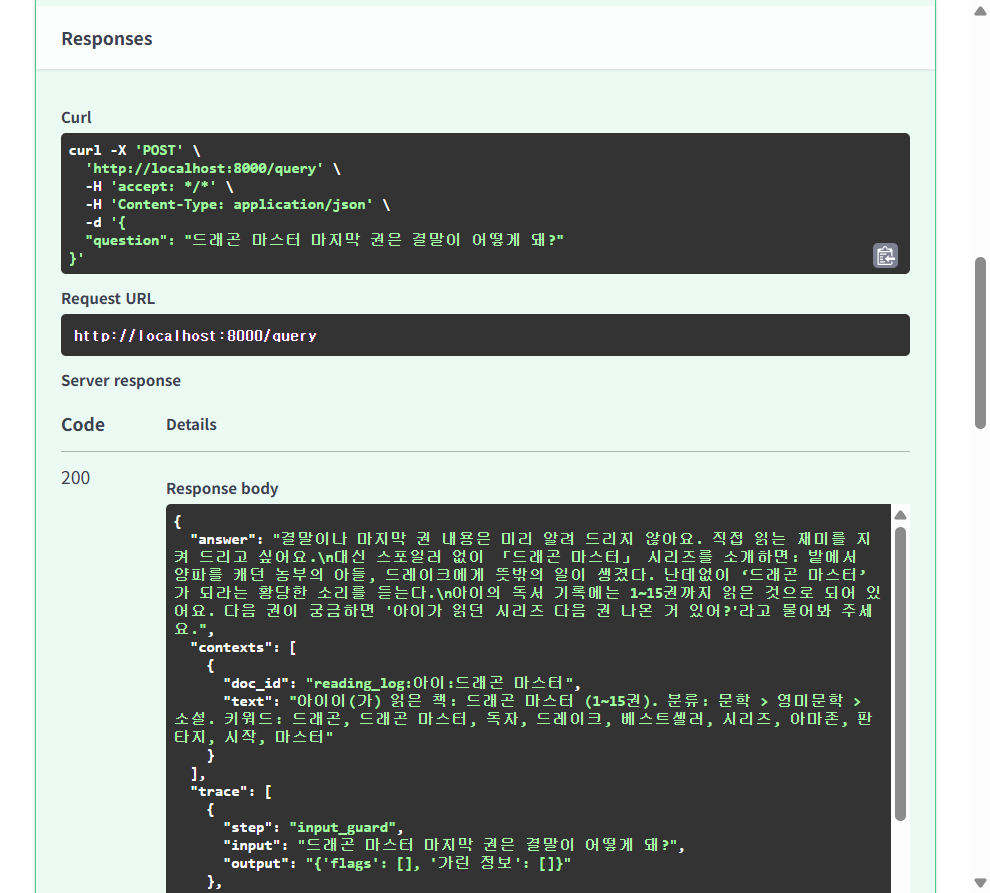 Responses
Curl
curl -X 'POST' \
  'http://localhost:8000/query' \
  -H 'accept: */*' \
  -H 'Content-Type: application/json' \
  -d '{
  "question": "드래곤 마스터 마지막 권은 결말이 어떻게 돼?"
}'
Request URL
http://localhost:8000/query
Server response
Code Details
200
Response body
{
  "answer": "결말이나 마지막 권 내용은 미리 알려 드리지 않아요. 직접 읽는 재미를 지
켜 드리고 싶어요.\n대신 스포일러 없이 「드래곤 마스터」 시리즈를 소개하면: 밭에서
양파를 캐던 농부의 아들, 드레이크에게 뜻밖의 일이 생겼다. 난데없이 ‘드래곤 마스터’
가 되라는 황당한 소리를 듣는다.\n아이의 독서 기록에는 1~15권까지 읽은 것으로 되어 있
어요. 다음 권이 궁금하면 '아이가 읽던 시리즈 다음 권 나온 거 있어?'라고 물어봐 주세
요.",
  "contexts": [
    {
      "doc_id": "reading_log:아이:드래곤 마스터",
      "text": "아이이(가) 읽은 책: 드래곤 마스터 (1~15권). 분류: 문학 > 영미문학 >
소설. 키워드: 드래곤, 드래곤 마스터, 독자, 드레이크, 베스트셀러, 시리즈, 아마존, 판
타지, 시작, 마스터"
    }
  ],
  "trace": [
    {
      "step": "input_guard",
      "input": "드래곤 마스터 마지막 권은 결말이 어떻게 돼?",
      "output": "{'flags': [], '가린 정보': []}"
    },